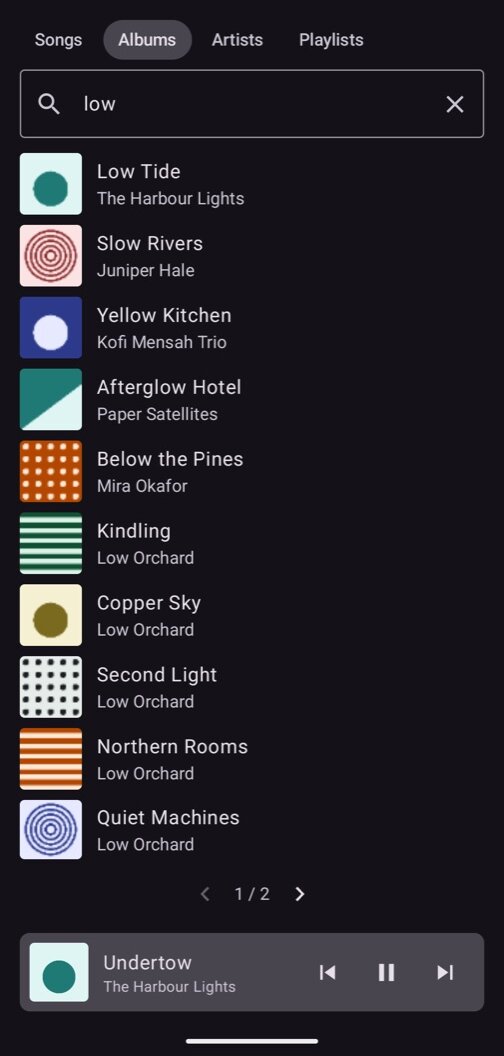 Songs Albums Artists Playlists
low
Low Tide
The Harbour Lights
Slow Rivers
Juniper Hale
Yellow Kitchen
Kofi Mensah Trio
Afterglow Hotel
Paper Satellites
Below the Pines
Mira Okafor
Kindling
Low Orchard
Copper Sky
Low Orchard
Second Light
Low Orchard
Northern Rooms
Low Orchard
Quiet Machines
Low Orchard
1 / 2
Undertow
The Harbour Lights